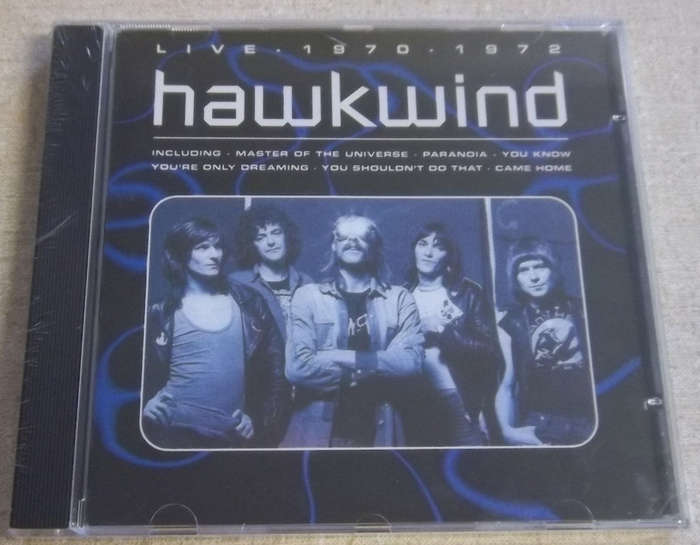 LIVE · 1970 · 1972
hawkwind
INCLUDING · MASTER OF THE UNIVERSE · PARANOIA · YOU KNOW
YOU'RE ONLY DREAMING · YOU SHOULDN'T DO THAT · CAME HOME